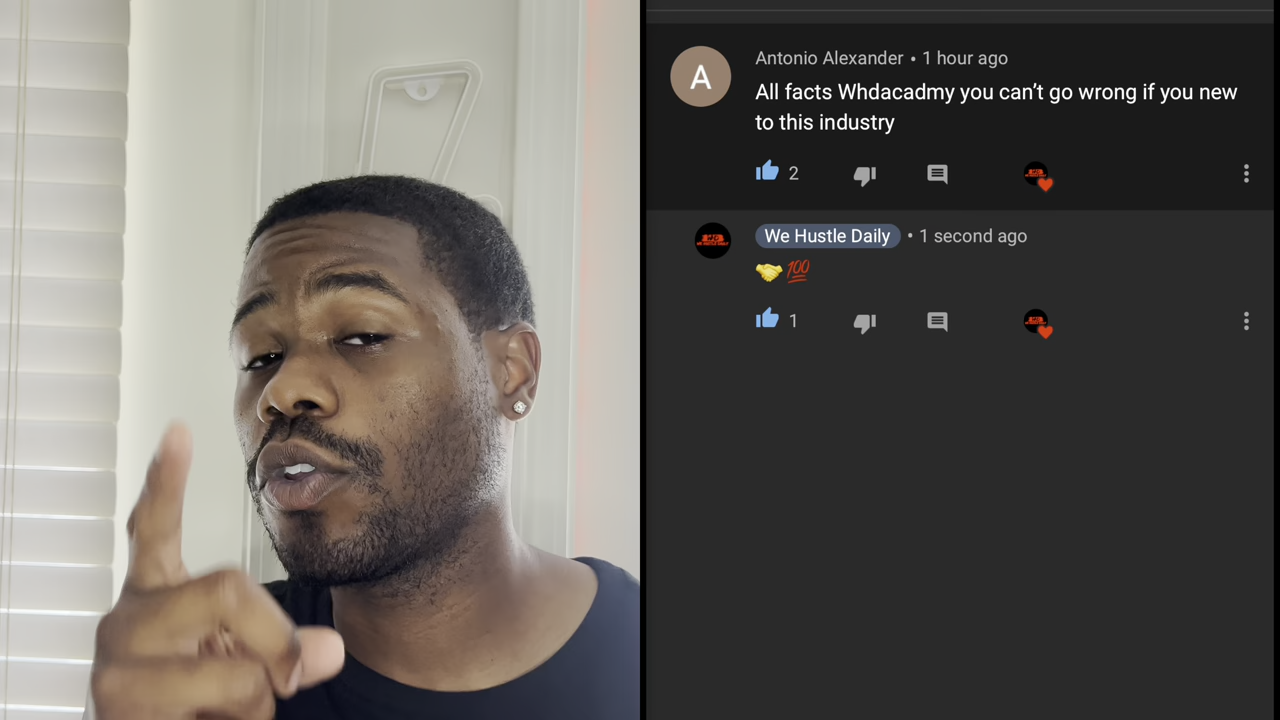 A
Antonio Alexander • 1 hour ago
All facts Whdacadmy you can’t go wrong if you new
to this industry
2
We Hustle Daily • 1 second ago
🤝💯
1